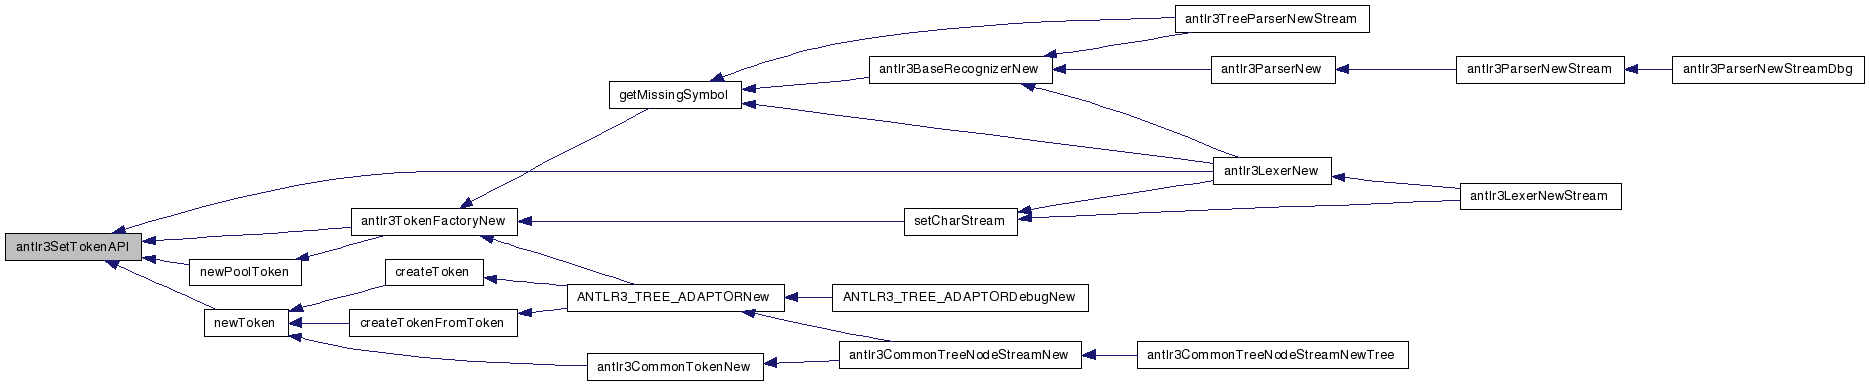 antlr3TreeParserNewStream
antlr3BaseRecognizerNew
antlr3ParserNew
antlr3ParserNewStream
antlr3ParserNewStreamDbg
getMissingSymbol
antlr3LexerNew
antlr3LexerNewStream
antlr3TokenFactoryNew
setCharStream
antlr3SetTokenAPI
newPoolToken
createToken
ANTLR3_TREE_ADAPTORNew
ANTLR3_TREE_ADAPTORDebugNew
newToken
createTokenFromToken
antlr3CommonTreeNodeStreamNew
antlr3CommonTreeNodeStreamNewTree
antlr3CommonTokenNew